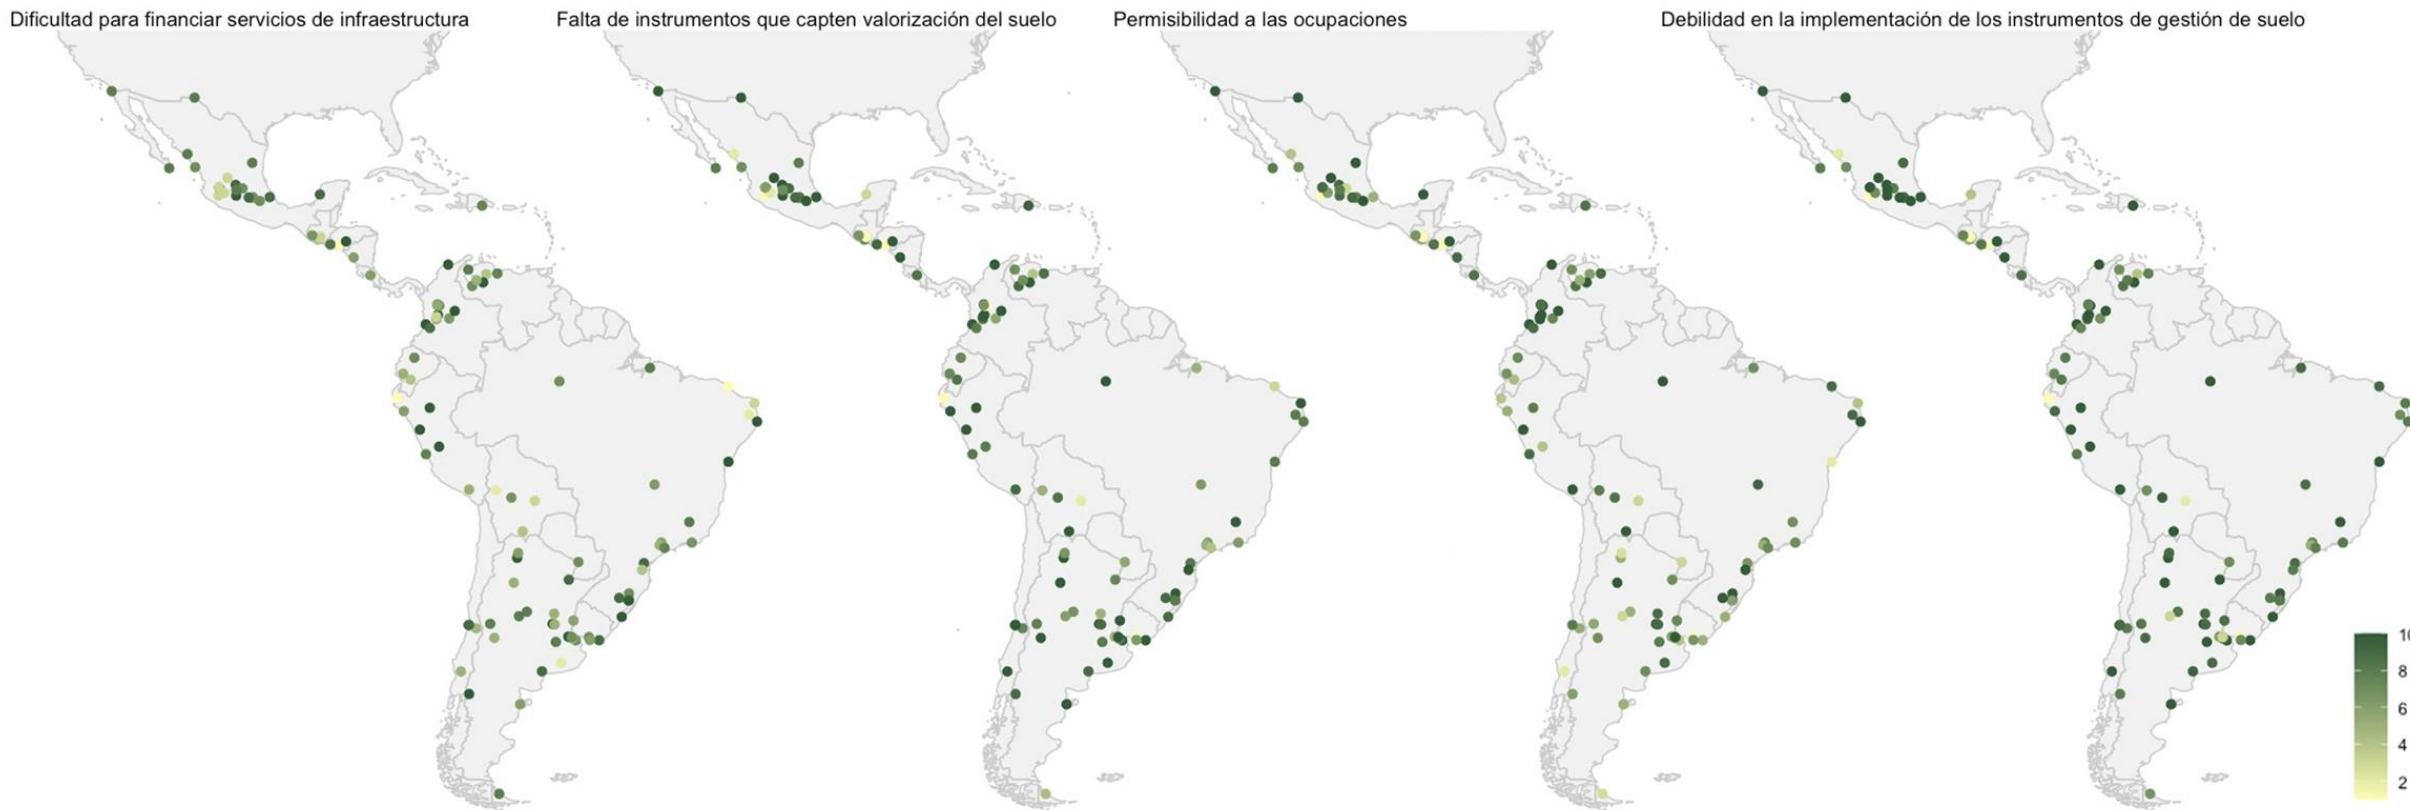 Dificultad para financiar servicios de infraestructura
Falta de instrumentos que capten valorización del suelo
Permisibilidad a las ocupaciones
Debilidad en la implementación de los instrumentos de gestión de suelo
10
8
6
4
2